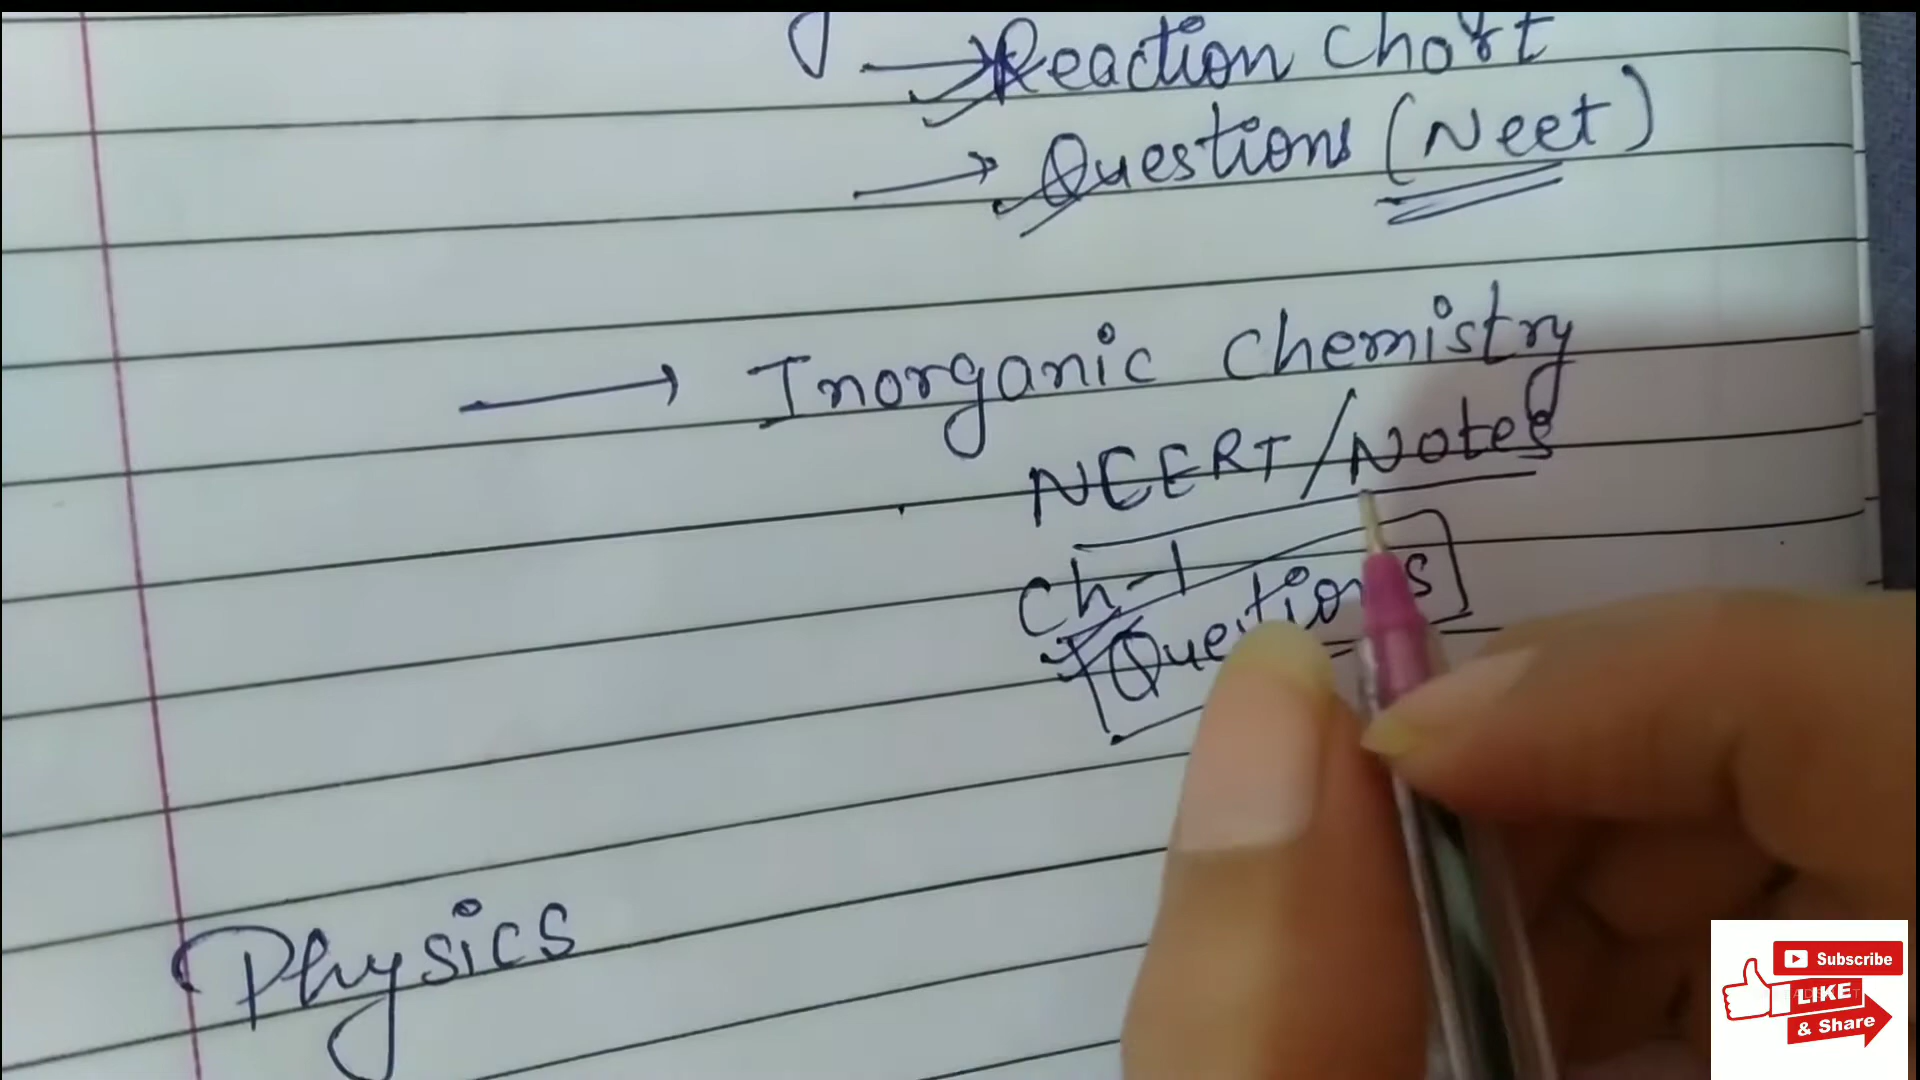 → Reaction Chart
→ Questions (Neet)
→ Inorganic Chemistry
NCERT/Notes
Ch-1
Questions
Physics
Subscribe
LIKE
& Share